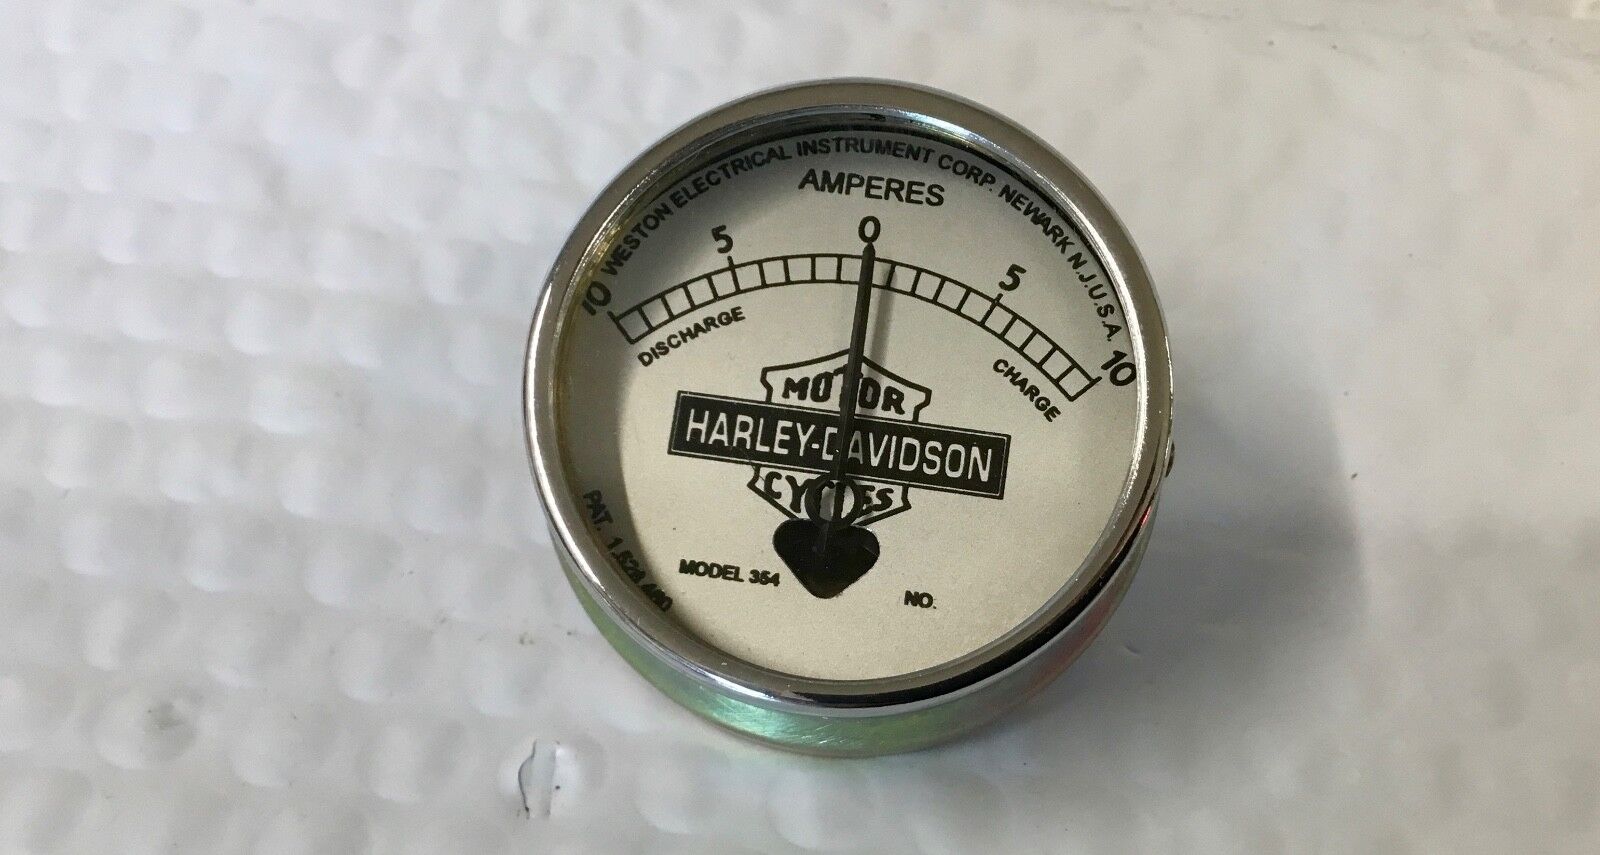 WESTON ELECTRICAL INSTRUMENT CORP. NEWARK N.J.U.S.A.
AMPERES
10 5 0 5 10
DISCHARGE CHARGE
MOTOR
HARLEY-DAVIDSON
CYCLES
MODEL 354 NO.
PAT.